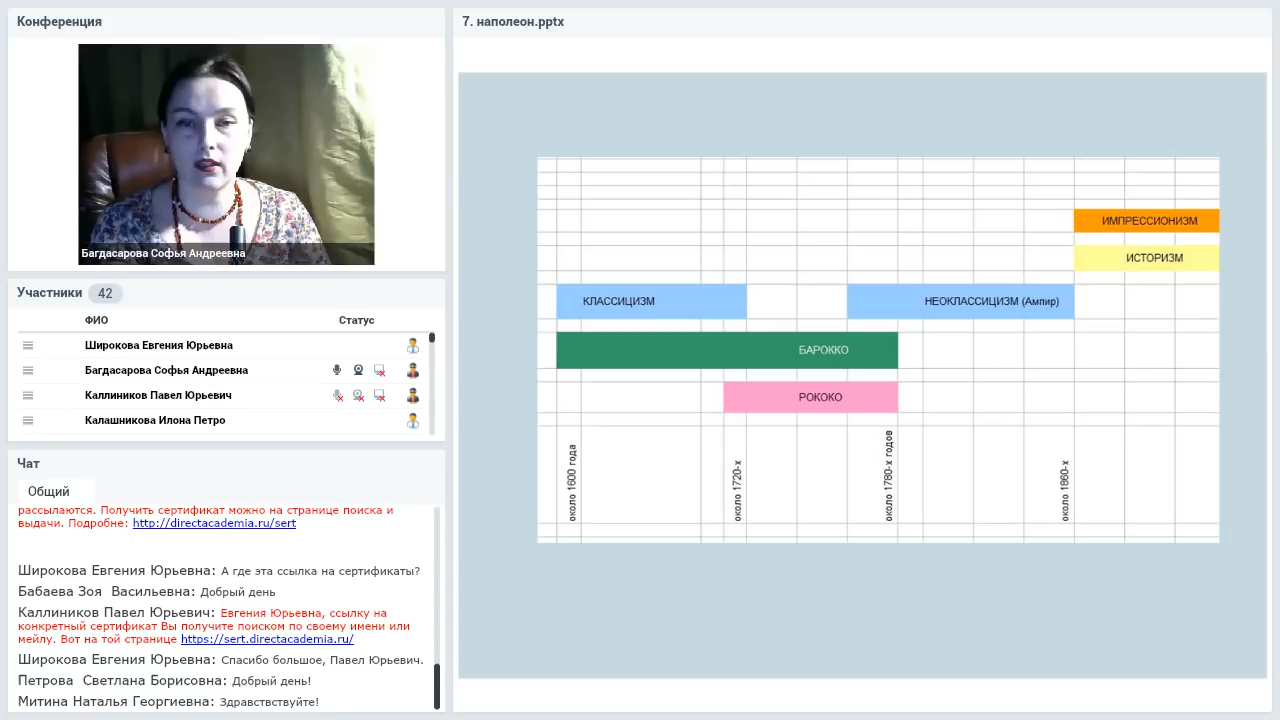 Конференция
Багдасарова Софья Андреевна
Участники 42
ФИО Статус
Широкова Евгения Юрьевна
Багдасарова Софья Андреевна
Каллиников Павел Юрьевич
Калашникова Илона Петро
Чат
Общий
рассылаются. Получить сертификат можно на странице поиска и
выдачи. Подробне: http://directacademia.ru/sert
Широкова Евгения Юрьевна: А где эта ссылка на сертификаты?
Бабаева Зоя Васильевна: Добрый день
Каллиников Павел Юрьевич: Евгения Юрьевна, ссылку на
конкретный сертификат Вы получите поиском по своему имени или
мейлу. Вот на той странице https://sert.directacademia.ru/
Широкова Евгения Юрьевна: Спасибо большое, Павел Юрьевич.
Петрова Светлана Борисовна: Добрый день!
Митина Наталья Георгиевна: Здравствствуйте!
7. наполеон.pptx
ИМПРЕССИОНИЗМ
ИСТОРИЗМ
КЛАССИЦИЗМ
НЕОКЛАССИЦИЗМ (Ампир)
БАРОККО
РОКОКО
около 1600 года
около 1720-х
около 1780-х годов
около 1860-х